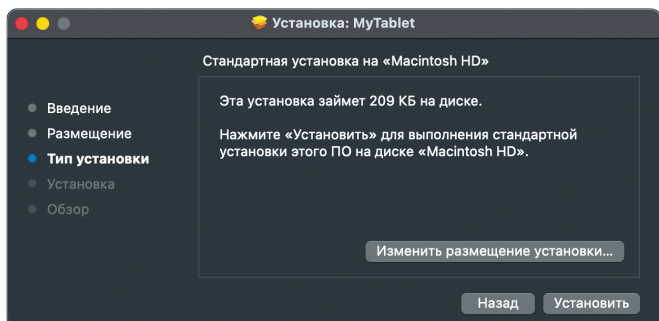 Установка: MyTablet
Стандартная установка на «Macintosh HD»
Введение
Размещение
Тип установки
Установка
Обзор
Эта установка займет 209 КБ на диске.
Нажмите «Установить» для выполнения стандартной
установки этого ПО на диске «Macintosh HD».
Изменить размещение установки...
Назад
Установить